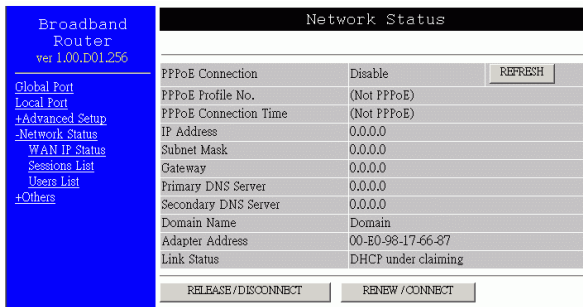 Broadband
Router
ver 1.00.D01.256
Global Port
Local Port
+Advanced Setup
-Network Status
WAN IP Status
Sessions List
Users List
+Others
Network Status
PPPoE Connection Disable REFRESH
PPPoE Profile No. (Not PPPoE)
PPPoE Connection Time (Not PPPoE)
IP Address 0.0.0.0
Subnet Mask 0.0.0.0
Gateway 0.0.0.0
Primary DNS Server 0.0.0.0
Secondary DNS Server 0.0.0.0
Domain Name Domain
Adapter Address 00-E0-98-17-66-87
Link Status DHCP under claiming
RELEASE / DISCONNECT RENEW / CONNECT